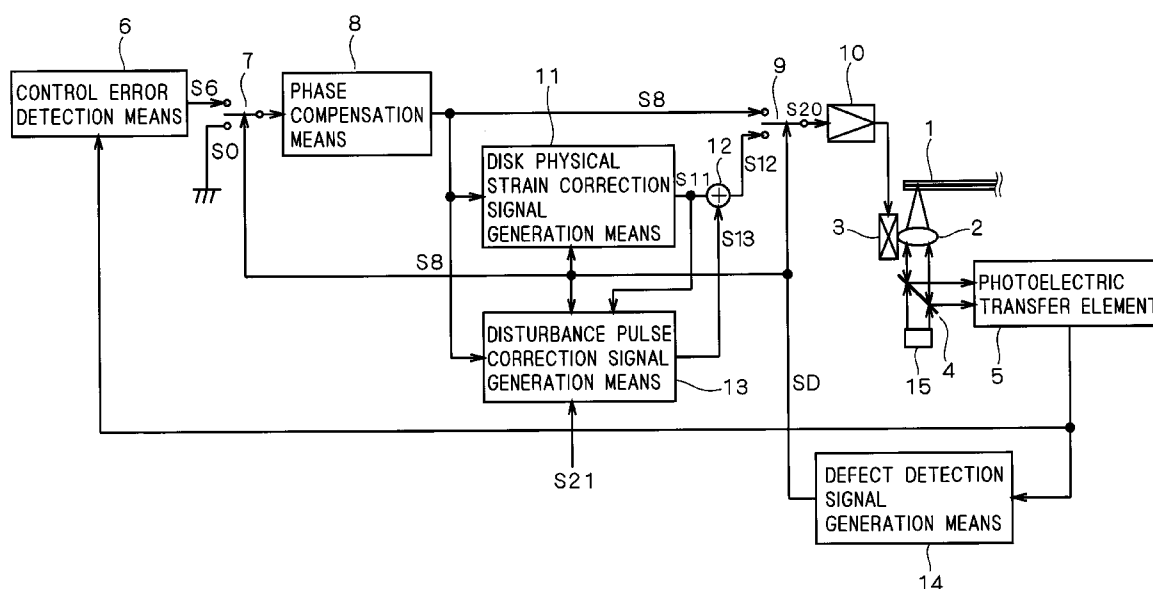 6
8
7
S6
CONTROL ERROR
DETECTION MEANS
S0
PHASE
COMPENSATION
MEANS
S8
9
S20
10
11
DISK PHYSICAL
STRAIN CORRECTION
SIGNAL
GENERATION MEANS
S11
12
S12
S13
1
3
2
S8
DISTURBANCE PULSE
CORRECTION SIGNAL
GENERATION MEANS
13
SD
PHOTOELECTRIC
TRANSFER ELEMENT
15
4
5
S21
DEFECT DETECTION
SIGNAL
GENERATION MEANS
14